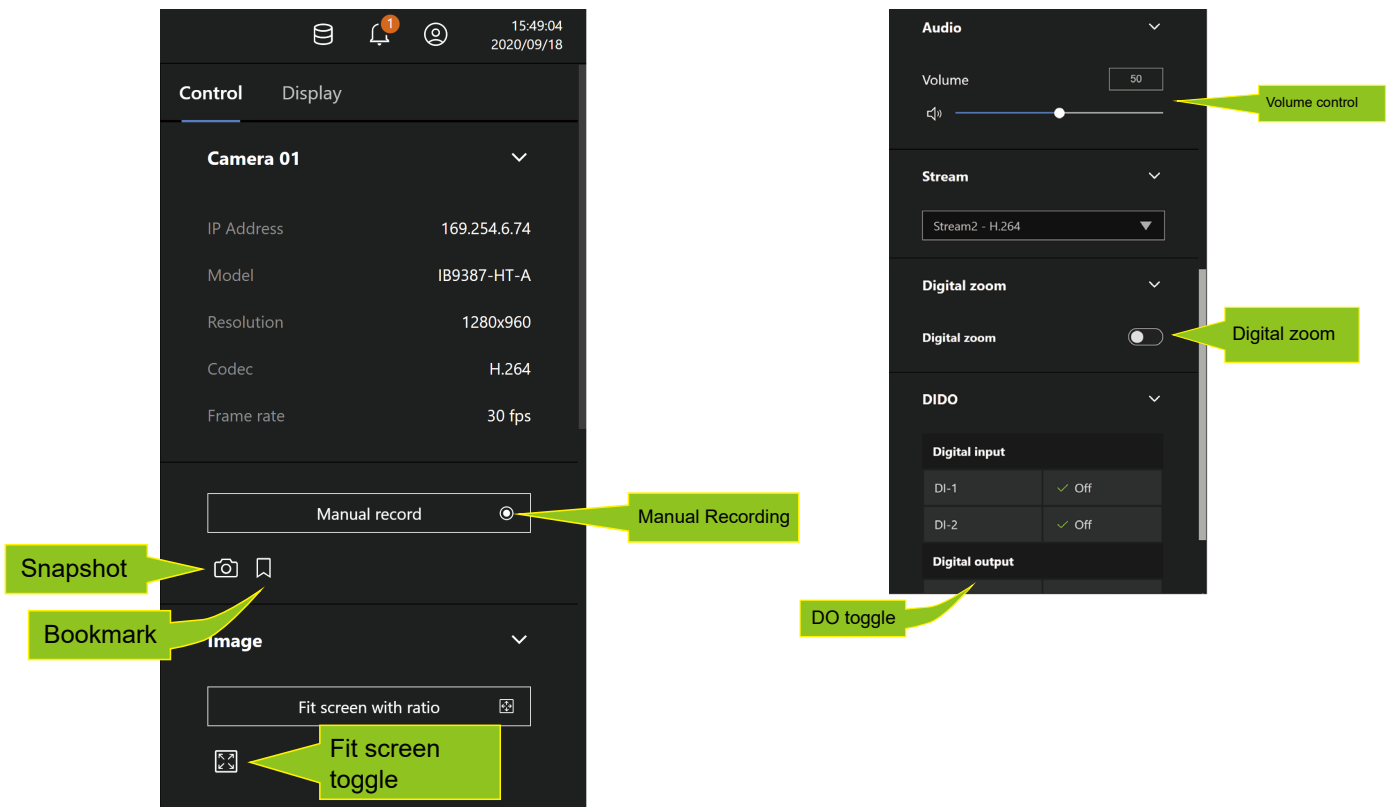 1
15:49:04
2020/09/18
Control Display
Camera 01
IP Address 169.254.6.74
Model IB9387-HT-A
Resolution 1280x960
Codec H.264
Frame rate 30 fps
Manual record
Manual Recording
Snapshot
Bookmark
Image
Fit screen with ratio
Fit screen
toggle
Audio
Volume 50
Volume control
Stream
Stream2 - H.264
Digital zoom
Digital zoom
Digital zoom
DIDO
Digital input
DI-1 Off
DI-2 Off
Digital output
DO toggle